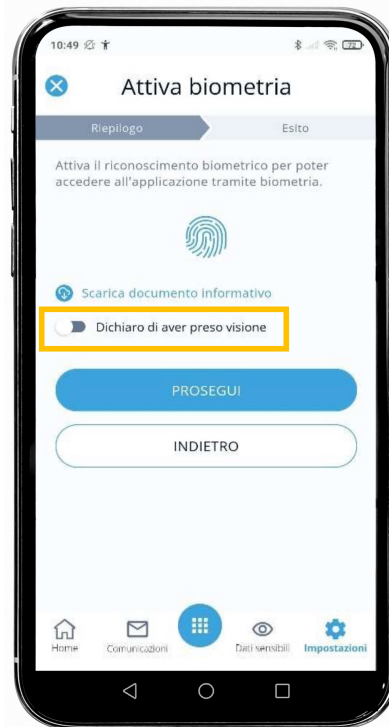 10:49
72
Attiva biometria
Riepilogo
Esito
Attiva il riconoscimento biometrico per poter
accedere all'applicazione tramite biometria.
Scarica documento informativo
Dichiaro di aver preso visione
PROSEGUI
INDIETRO
Home
Comunicazioni
Dati sensibili
Impostazioni